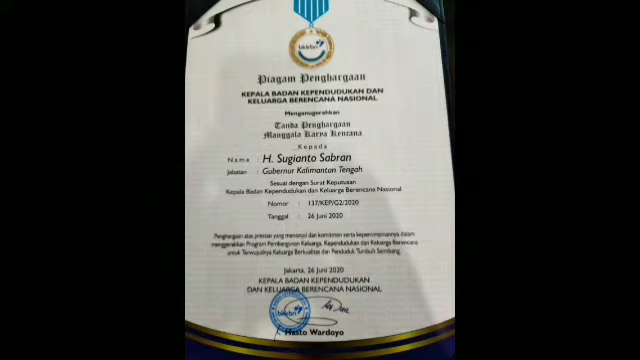 bkkbn
Piagam Penghargaan
KEPALA BADAN KEPENDUDUKAN DAN
KELUARGA BERENCANA NASIONAL
Menganugerahkan
Tanda Penghargaan
Manggala Karya Kencana
Kepada
Nama : H. Sugianto Sabran
Jabatan : Gubernur Kalimantan Tengah
Sesuai dengan Surat Keputusan
Kepala Badan Kependudukan dan Keluarga Berencana Nasional
Nomor : 137/KEP/G2/2020
Tanggal : 26 Juni 2020
Penghargaan atas prestasi yang menonjol dan komitmen serta kepemimpinannya dalam
menggerakkan Program Pembangunan Keluarga, Kependudukan dan Keluarga Berencana
untuk Terwujudnya Keluarga Berkualitas dan Penduduk Tumbuh Seimbang.
Jakarta, 26 Juni 2020
KEPALA BADAN KEPENDUDUKAN
DAN KELUARGA BERENCANA NASIONAL
bkkbn
Hasto Wardoyo